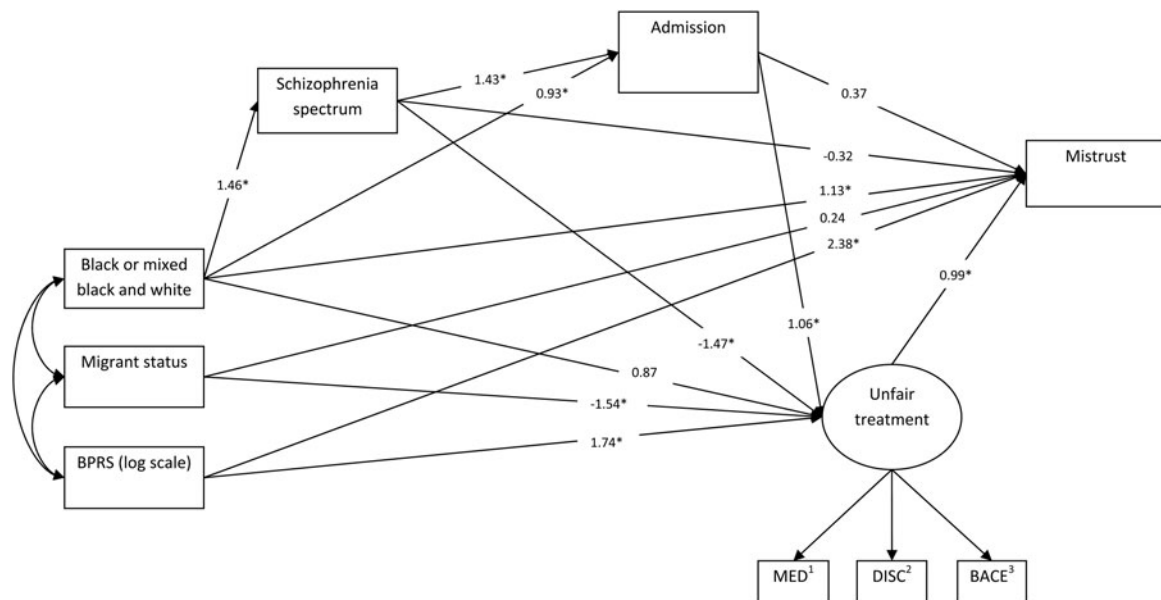 Admission
Schizophrenia
spectrum
1.43*
0.93*
0.37
-0.32
Mistrust
1.46*
1.13*
0.24
2.38*
Black or mixed
black and white
0.99*
1.06*
-1.47*
Migrant status
0.87
-1.54*
Unfair
treatment
BPRS (log scale)
1.74*
MED¹
DISC²
BACE³